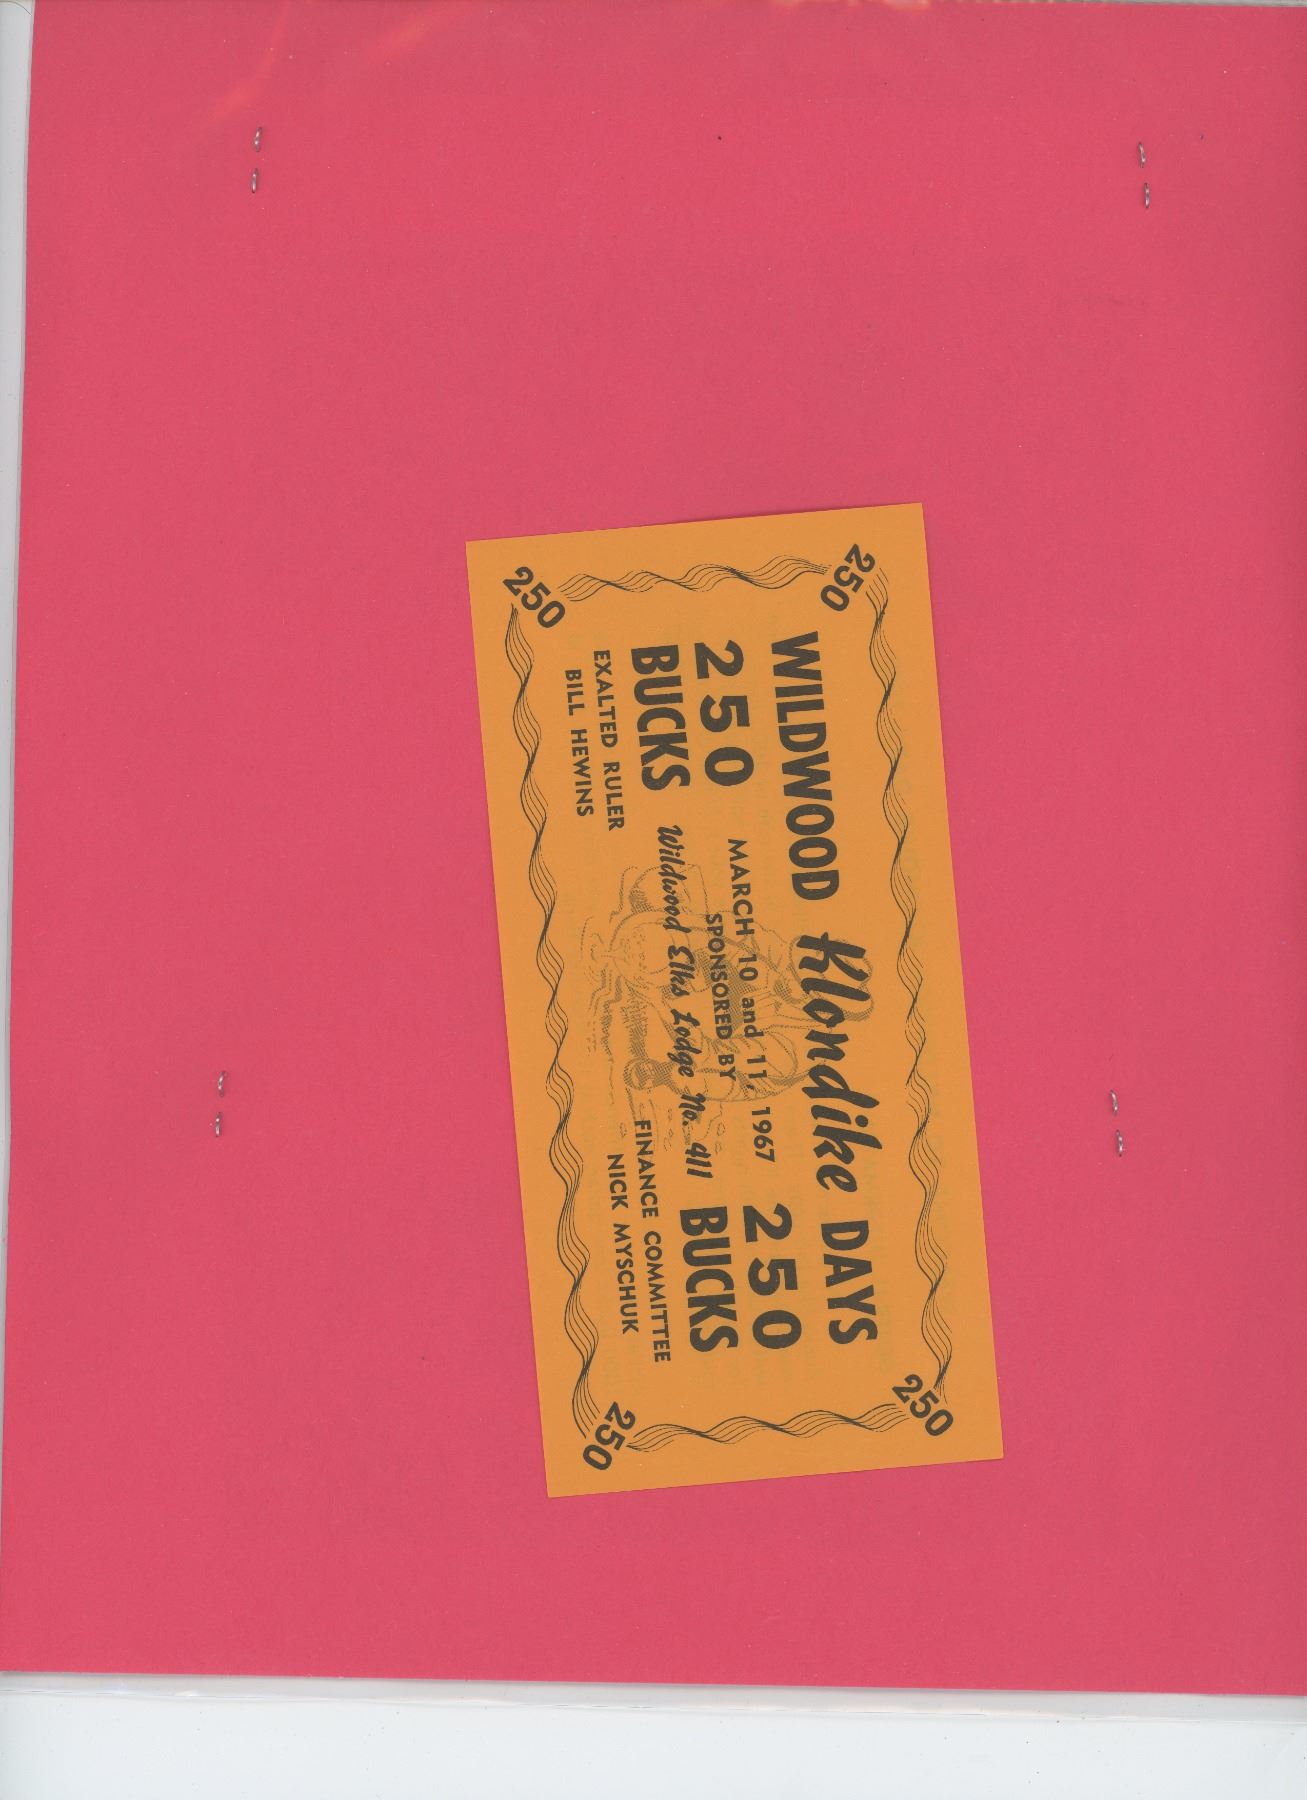 250
250
WILDWOOD Klondike DAYS
250 MARCH 10 and 11, 1967 250
SPONSORED BY
BUCKS Wildwood Elks Lodge No. 911 BUCKS
EXALTED RULER FINANCE COMMITTEE
BILL HEWINS NICK MYSCHUK
250
250